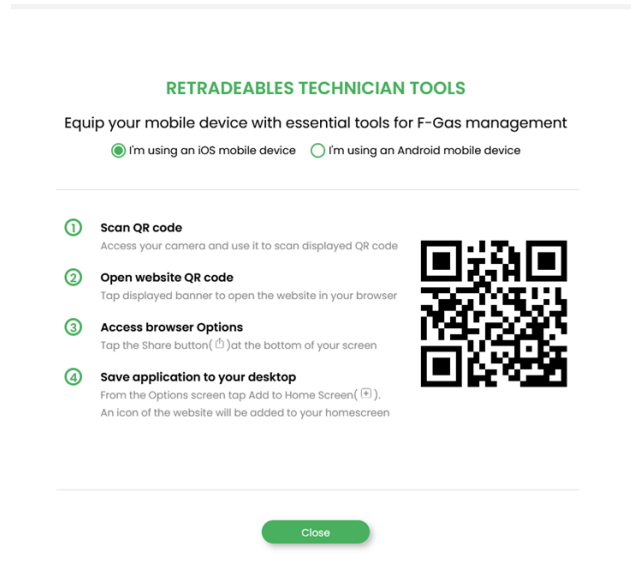 RETRADEABLES TECHNICIAN TOOLS
Equip your mobile device with essential tools for F-Gas management
I'm using an iOS mobile device
I'm using an Android mobile device
1
Scan QR code
Access your camera and use it to scan displayed QR code
2
Open website QR code
Tap displayed banner to open the website in your browser
3
Access browser Options
Tap the Share button( )at the bottom of your screen
4
Save application to your desktop
From the Options screen tap Add to Home Screen( ).
An icon of the website will be added to your homescreen
Close